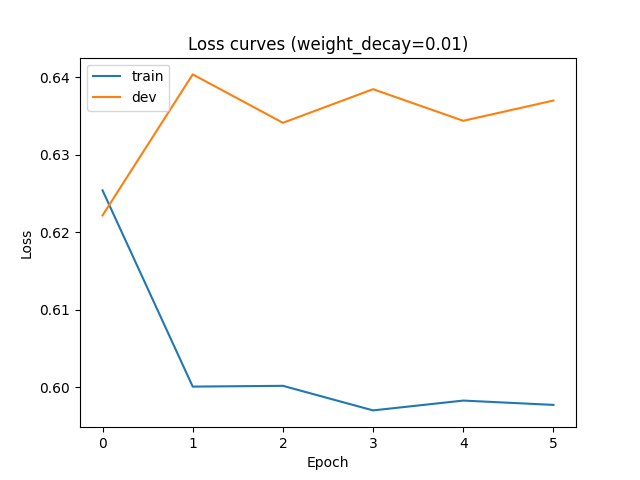 Loss curves (weight_decay=0.01)
train
dev
0.64
0.63
0.62
0.61
0.60
Loss
0 1 2 3 4 5
Epoch